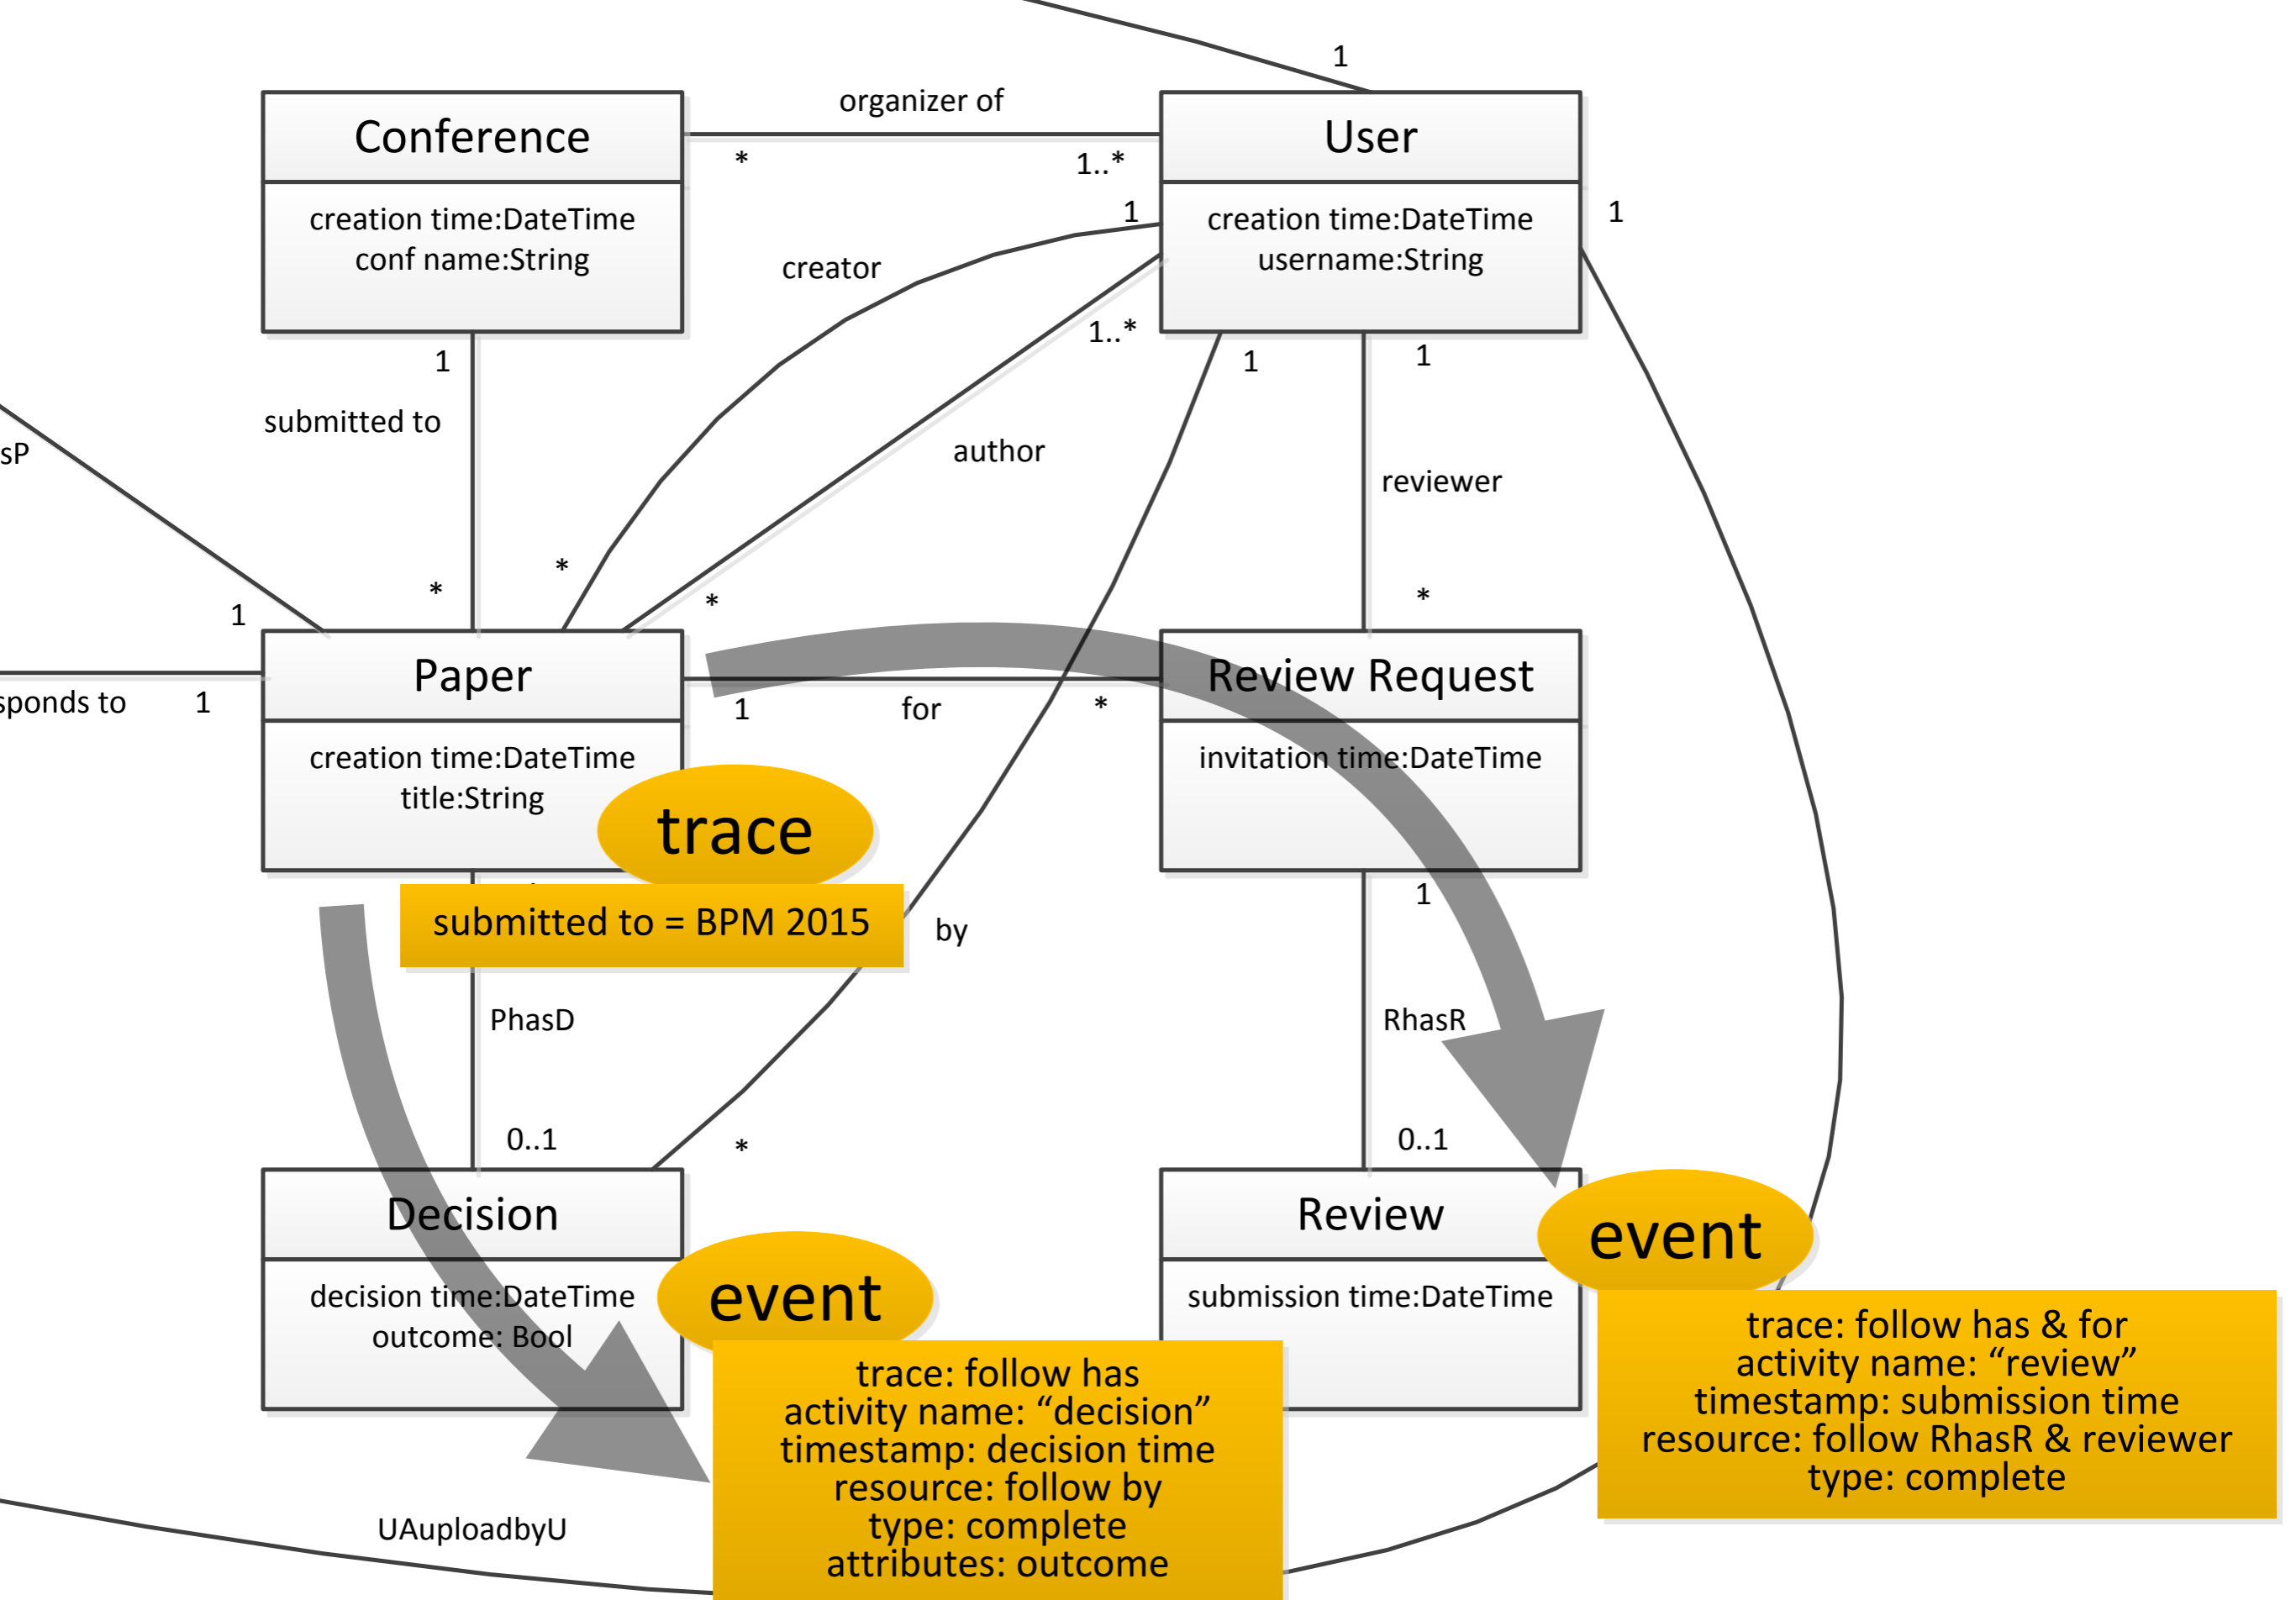 1
organizer of
Conference
User
*
1..*
creation time:DateTime
conf name:String
1
creation time:DateTime
username:String
1
creator
1..*
1
1
1
submitted to
author
sP
reviewer
*
*
*
*
1
Paper
Review Request
sponds to
1
1
for
*
creation time:DateTime
title:String
invitation time:DateTime
trace
1
submitted to = BPM 2015
by
PhasD
RhasR
0..1
*
0..1
Decision
Review
event
event
decision time:DateTime
outcome: Bool
submission time:DateTime
trace: follow has & for
activity name: “review”
timestamp: submission time
resource: follow RhasR & reviewer
type: complete
trace: follow has
activity name: “decision”
timestamp: decision time
resource: follow by
type: complete
attributes: outcome
UAuploadbyU